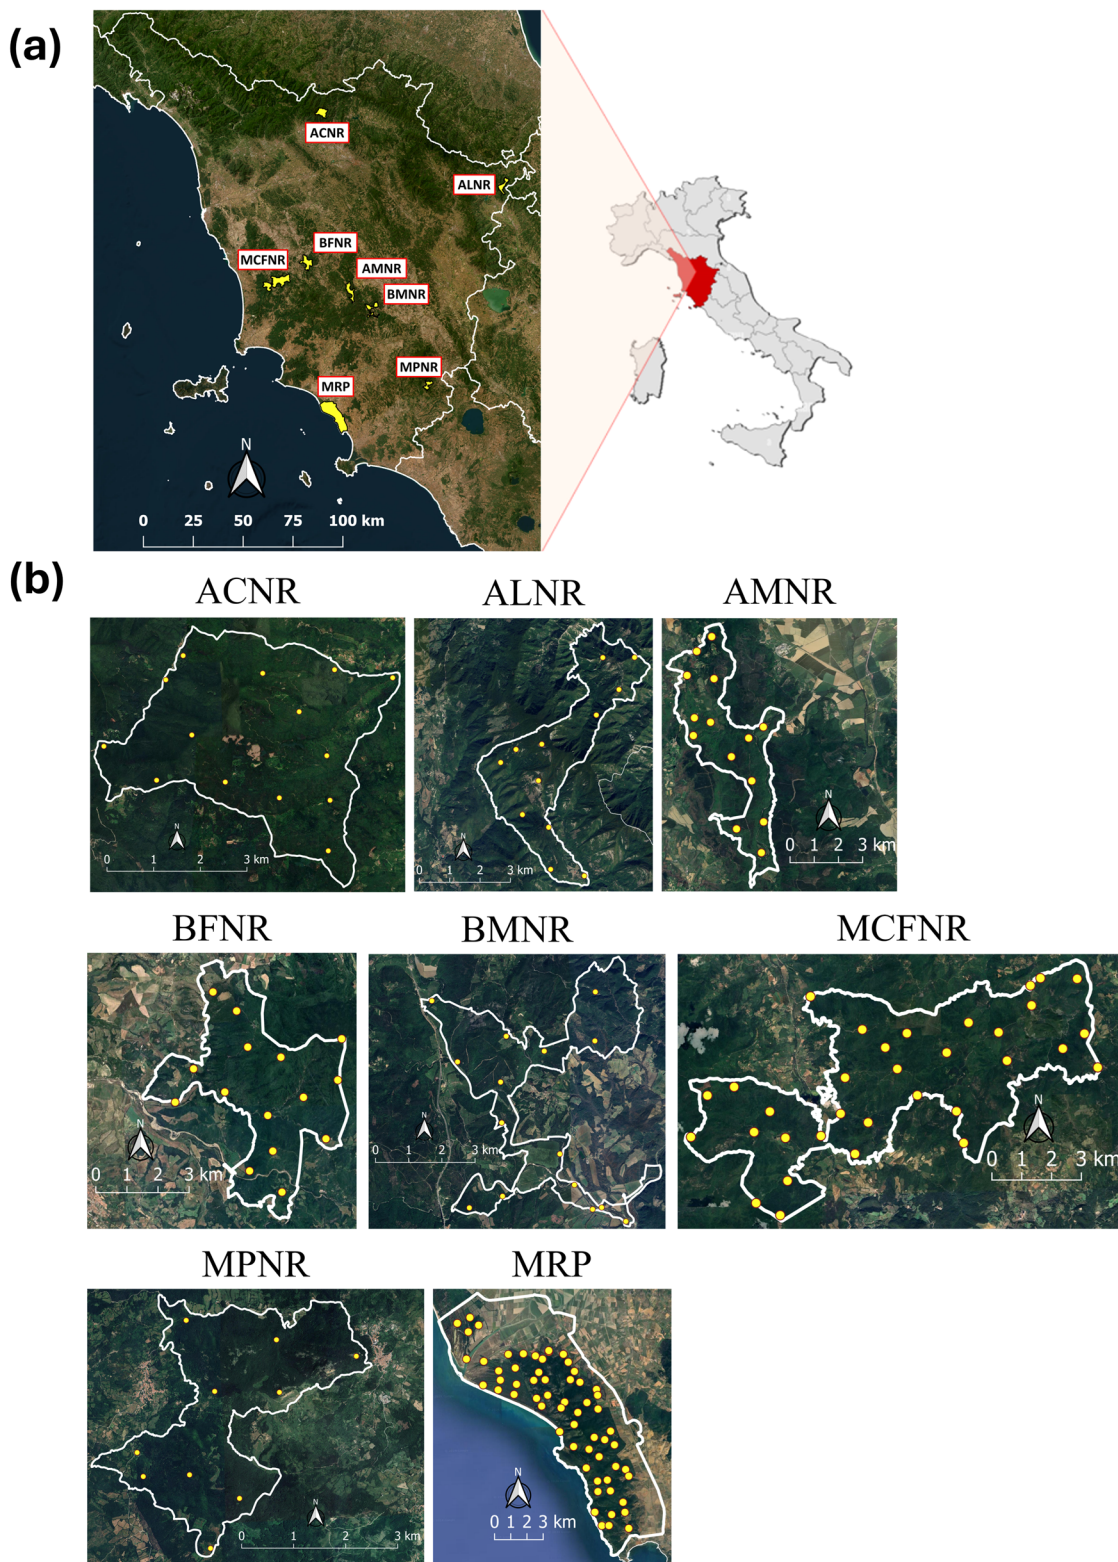 (a)
ACNR
ALNR
BFNR
MCFNR
AMNR
BMNR
MPNR
MRP
N
0 25 50 75 100 km
(b)
ACNR ALNR AMNR
N
0 1 2 3 km
N
0 1 2 3 km
N
0 1 2 3 km
BFNR BMNR MCFNR
N
0 1 2 3 km
N
0 1 2 3 km
N
0 1 2 3 km
MPNR MRP
N
0 1 2 3 4 km
N
0 1 2 3 km